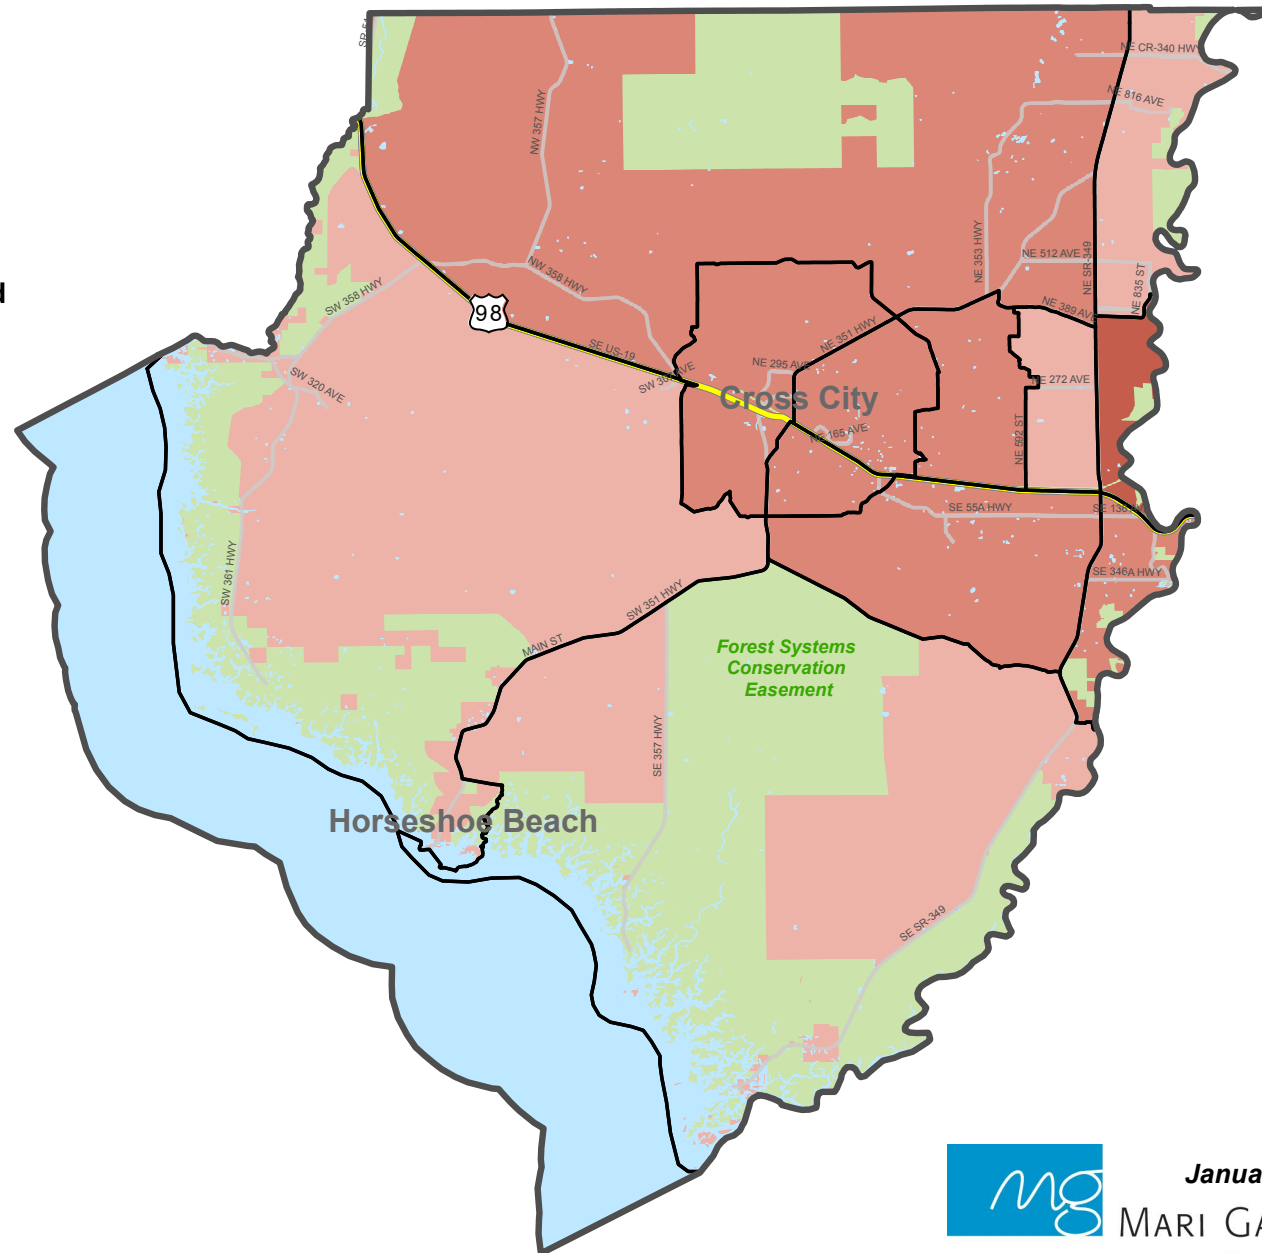 NE CR-340 HWY
NE 816 AVE
NW 357 HWY
NE 353 HWY
NE 512 AVE
NE SR-349
NE 835 ST
NW 358 HWY
SW 358 HWY
98
NE 389 AVE
NE 351 HWY
SE US-19
NE 295 AVE
SW 320 AVE
NE 272 AVE
Cross City
NE 165 AVE
NE 592 ST
SE 55A HWY
SW 361 HWY
SE 346A HWY
SW 351 HWY
MAIN ST
Forest Systems
Conservation
Easement
SE 357 HWY
Horseshoe Beach
SE SR-349
mg
MARI GA